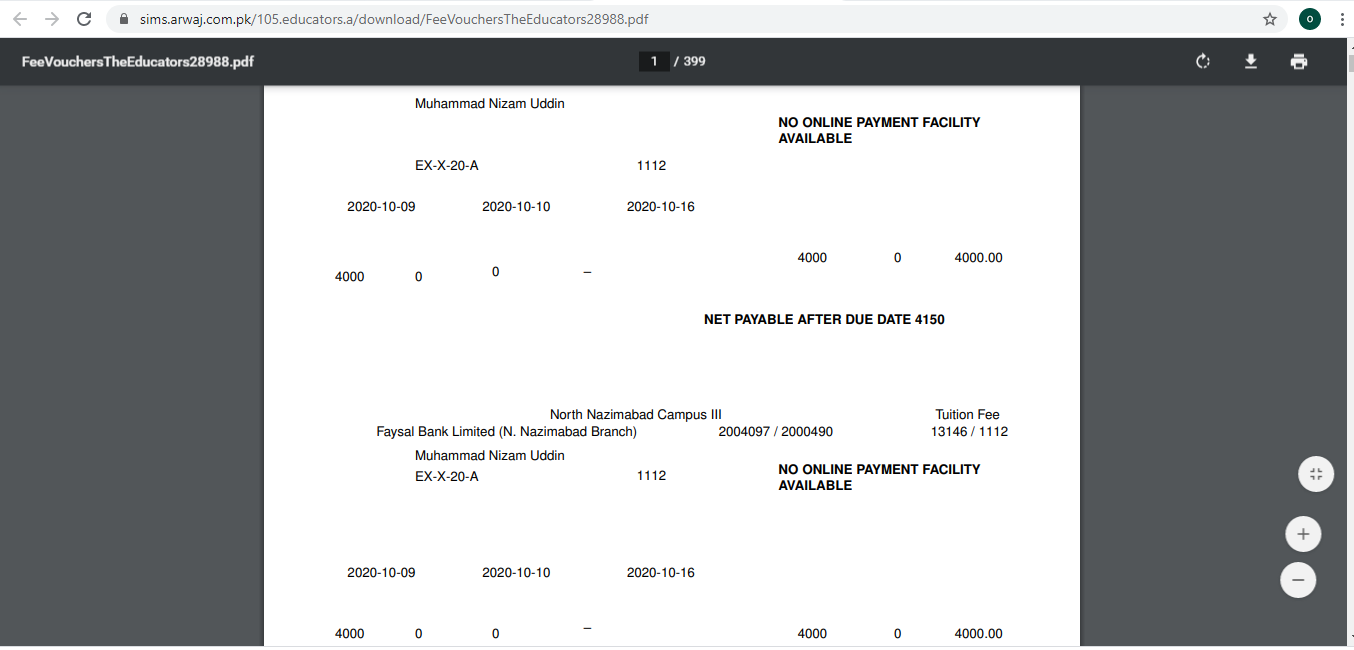 sims.arwaj.com.pk/105.educators.a/download/FeeVouchersTheEducators28988.pdf
o
FeeVouchersTheEducators28988.pdf
1 / 399
Muhammad Nizam Uddin
NO ONLINE PAYMENT FACILITY
AVAILABLE
EX-X-20-A 1112
2020-10-09 2020-10-10 2020-10-16
4000 0 4000.00
4000 0 0 –
NET PAYABLE AFTER DUE DATE 4150
North Nazimabad Campus III Tuition Fee
Faysal Bank Limited (N. Nazimabad Branch) 2004097 / 2000490 13146 / 1112
Muhammad Nizam Uddin
EX-X-20-A 1112
NO ONLINE PAYMENT FACILITY
AVAILABLE
2020-10-09 2020-10-10 2020-10-16
4000 0 0 – 4000 0 4000.00